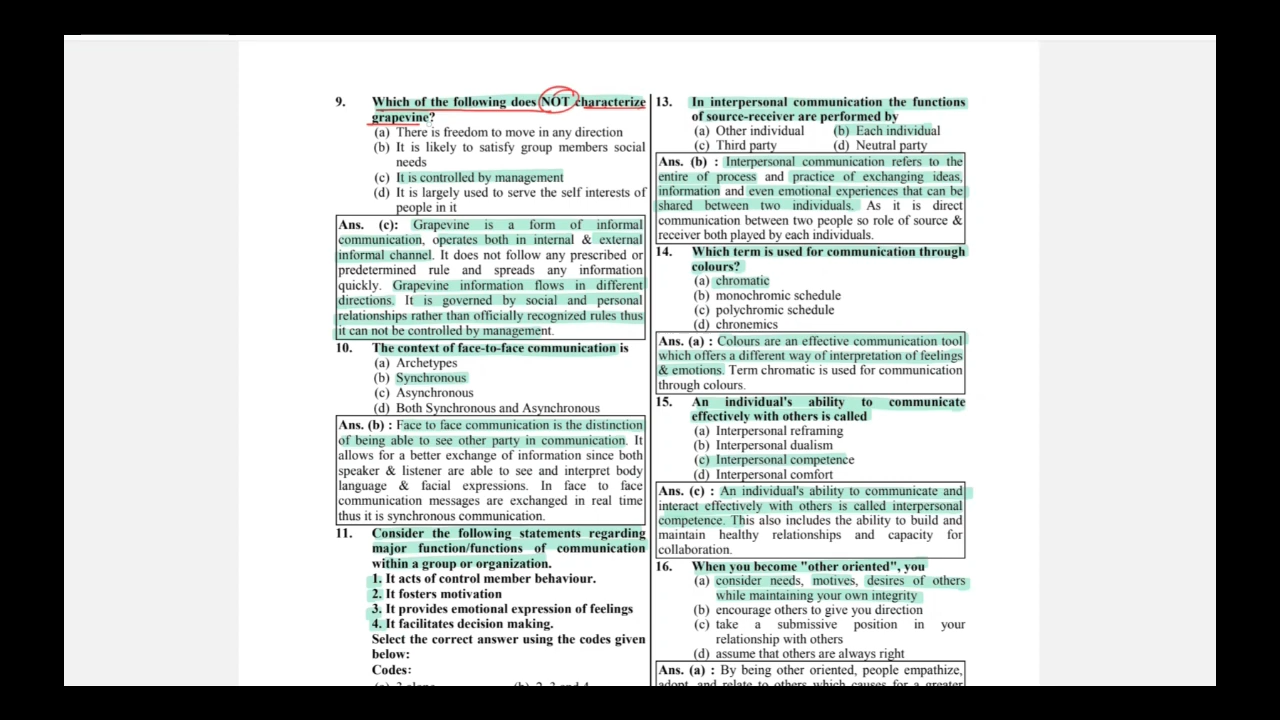 9. Which of the following does NOT characterize
grapevine?
(a) There is freedom to move in any direction
(b) It is likely to satisfy group members social
needs
(c) It is controlled by management
(d) It is largely used to serve the self interests of
people in it
Ans. (c): Grapevine is a form of informal
communication, operates both in internal & external
informal channel. It does not follow any prescribed or
predetermined rule and spreads any information
quickly. Grapevine information flows in different
directions. It is governed by social and personal
relationships rather than officially recognized rules thus
it can not be controlled by management.
10. The context of face-to-face communication is
(a) Archetypes
(b) Synchronous
(c) Asynchronous
(d) Both Synchronous and Asynchronous
Ans. (b) : Face to face communication is the distinction
of being able to see other party in communication. It
allows for a better exchange of information since both
speaker & listener are able to see and interpret body
language & facial expressions. In face to face
communication messages are exchanged in real time
thus it is synchronous communication.
11. Consider the following statements regarding
major function/functions of communication
within a group or organization.
1. It acts of control member behaviour.
2. It fosters motivation
3. It provides emotional expression of feelings
4. It facilitates decision making.
Select the correct answer using the codes given
below:
Codes:
(a) 3 alone (b) 2, 3 and 4
13. In interpersonal communication the functions
of source-receiver are performed by
(a) Other individual (b) Each individual
(c) Third party (d) Neutral party
Ans. (b) : Interpersonal communication refers to the
entire of process and practice of exchanging ideas,
information and even emotional experiences that can be
shared between two individuals. As it is direct
communication between two people so role of source &
receiver both played by each individuals.
14. Which term is used for communication through
colours?
(a) chromatic
(b) monochromic schedule
(c) polychromic schedule
(d) chronemics
Ans. (a) : Colours are an effective communication tool
which offers a different way of interpretation of feelings
& emotions. Term chromatic is used for communication
through colours.
15. An individual's ability to communicate
effectively with others is called
(a) Interpersonal reframing
(b) Interpersonal dualism
(c) Interpersonal competence
(d) Interpersonal comfort
Ans. (c) : An individual's ability to communicate and
interact effectively with others is called interpersonal
competence. This also includes the ability to build and
maintain healthy relationships and capacity for
collaboration.
16. When you become "other oriented", you
(a) consider needs, motives, desires of others
while maintaining your own integrity
(b) encourage others to give you direction
(c) take a submissive position in your
relationship with others
(d) assume that others are always right
Ans. (a) : By being other oriented, people empathize,
adopt, and relate to others which causes for a greater